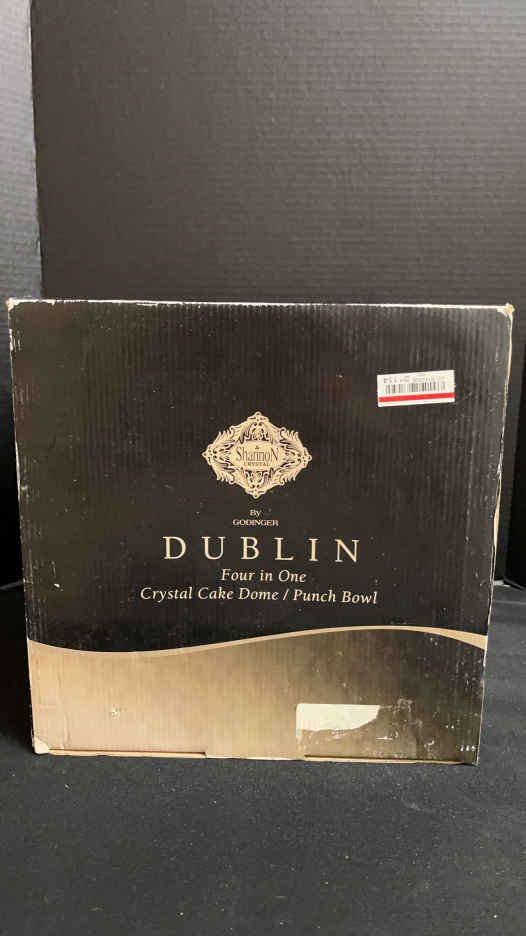 ShannoN
CRYSTAL
By
GODINGER
DUBLIN
Four in One
Crystal Cake Dome / Punch Bowl